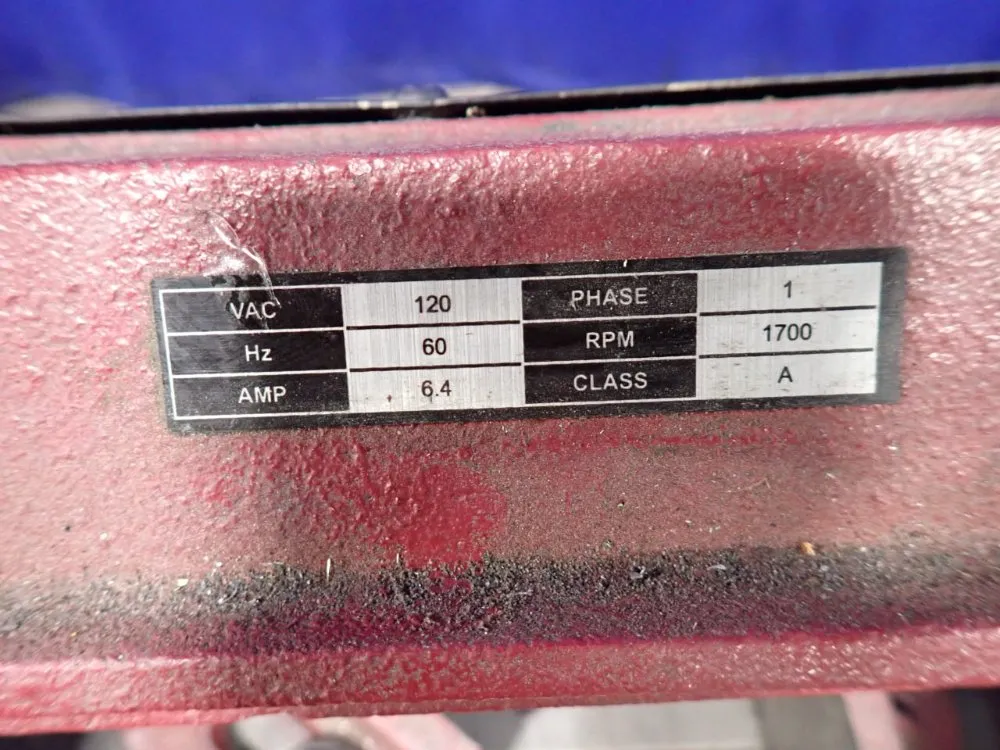 VAC 120 PHASE 1
Hz 60 RPM 1700
AMP 6.4 CLASS A